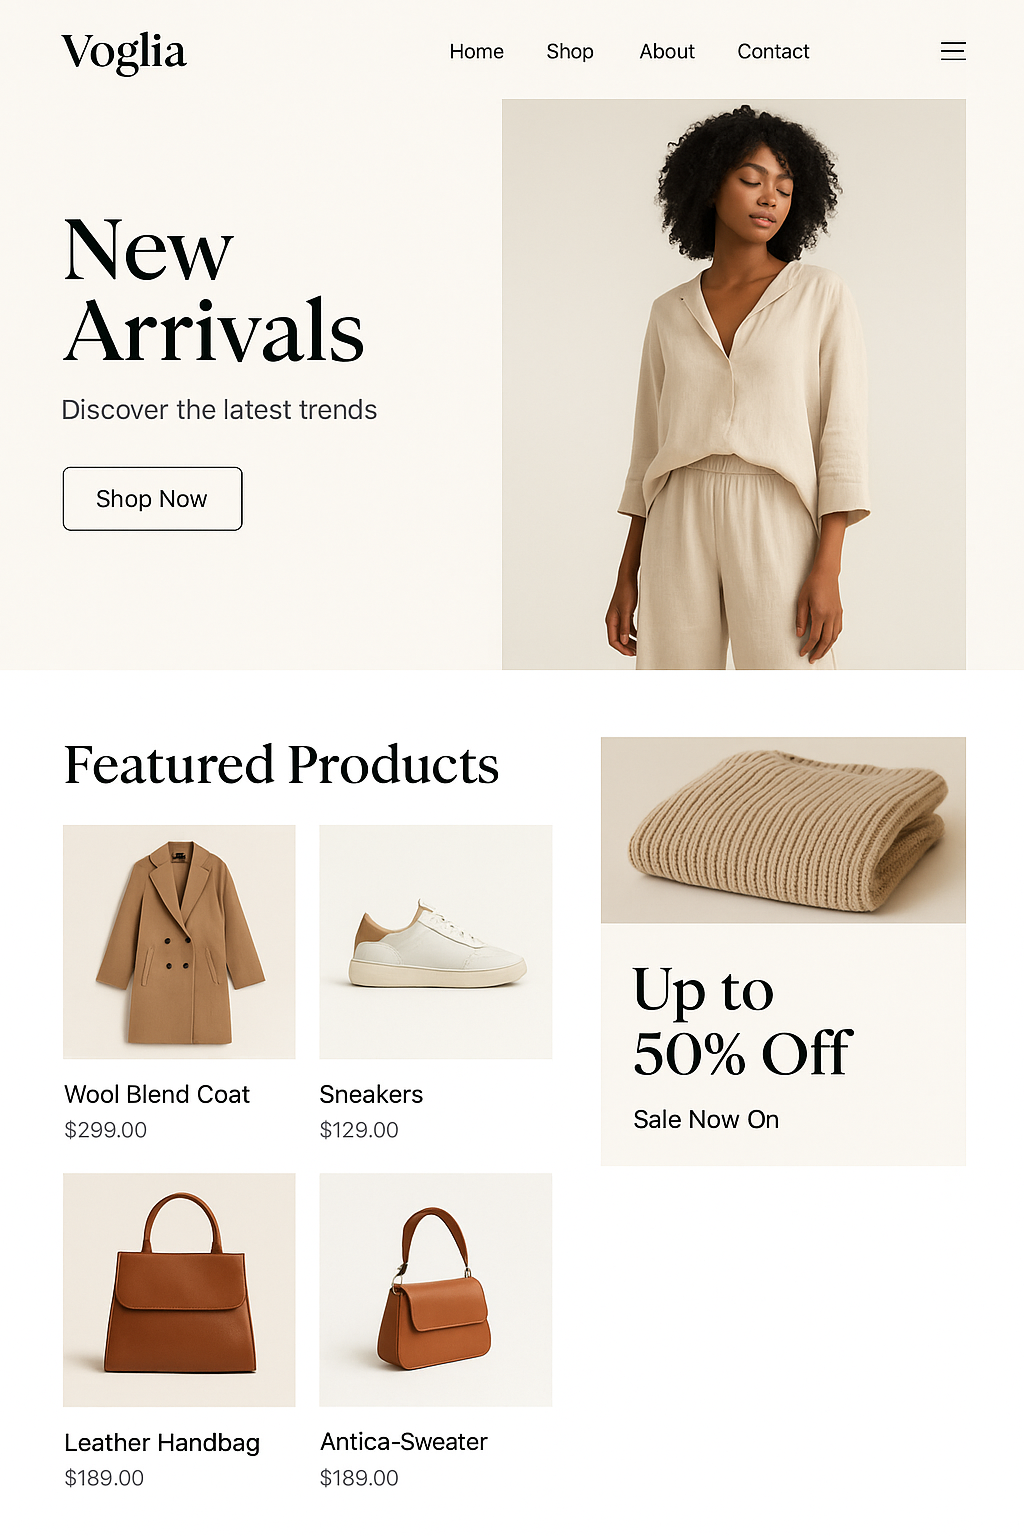 Voglia
Home Shop About Contact
New
Arrivals
Discover the latest trends
Shop Now
Featured Products
Wool Blend Coat
$299.00
Sneakers
$129.00
Leather Handbag
$189.00
Antica-Sweater
$189.00
Up to
50% Off
Sale Now On